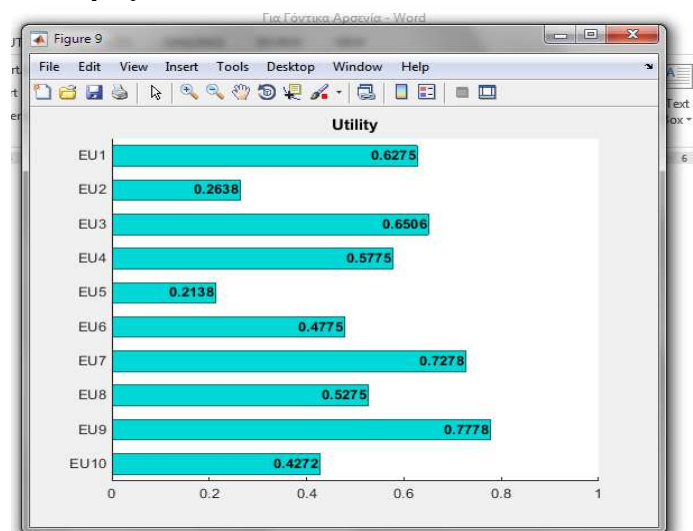 Για Γόντικα Αρσενία - Word
Figure 9
File Edit View Insert Tools Desktop Window Help
Text
Box
6
Utility
EU1 0.6275
EU2 0.2638
EU3 0.6506
EU4 0.5775
EU5 0.2138
EU6 0.4775
EU7 0.7278
EU8 0.5275
EU9 0.7778
EU10 0.4272
0 0.2 0.4 0.6 0.8 1